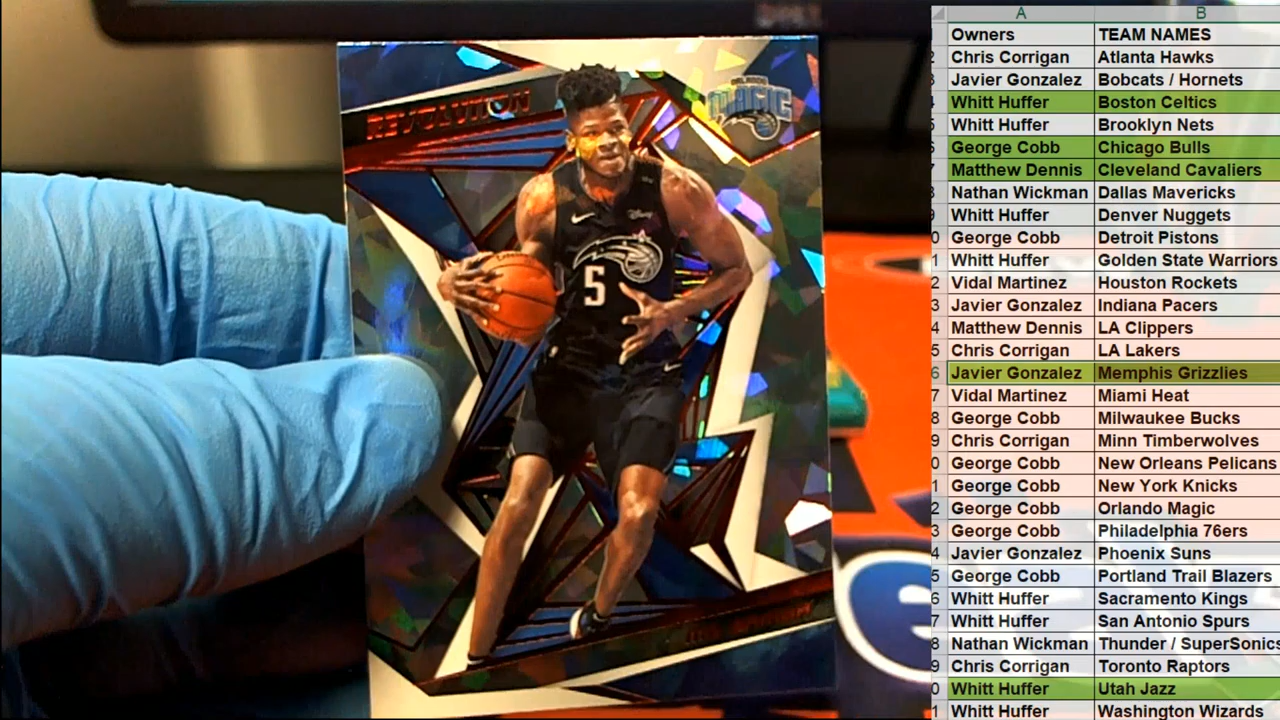 REVOLUTION
ORLANDO
MAGIC
Disney
5
A B
Owners TEAM NAMES
2 Chris Corrigan Atlanta Hawks
3 Javier Gonzalez Bobcats / Hornets
4 Whitt Huffer Boston Celtics
5 Whitt Huffer Brooklyn Nets
6 George Cobb Chicago Bulls
7 Matthew Dennis Cleveland Cavaliers
8 Nathan Wickman Dallas Mavericks
9 Whitt Huffer Denver Nuggets
0 George Cobb Detroit Pistons
1 Whitt Huffer Golden State Warriors
2 Vidal Martinez Houston Rockets
3 Javier Gonzalez Indiana Pacers
4 Matthew Dennis LA Clippers
5 Chris Corrigan LA Lakers
6 Javier Gonzalez Memphis Grizzlies
7 Vidal Martinez Miami Heat
8 George Cobb Milwaukee Bucks
9 Chris Corrigan Minn Timberwolves
0 George Cobb New Orleans Pelicans
1 George Cobb New York Knicks
2 George Cobb Orlando Magic
3 George Cobb Philadelphia 76ers
4 Javier Gonzalez Phoenix Suns
5 George Cobb Portland Trail Blazers
6 Whitt Huffer Sacramento Kings
7 Whitt Huffer San Antonio Spurs
8 Nathan Wickman Thunder / SuperSonics
9 Chris Corrigan Toronto Raptors
0 Whitt Huffer Utah Jazz
1 Whitt Huffer Washington Wizards